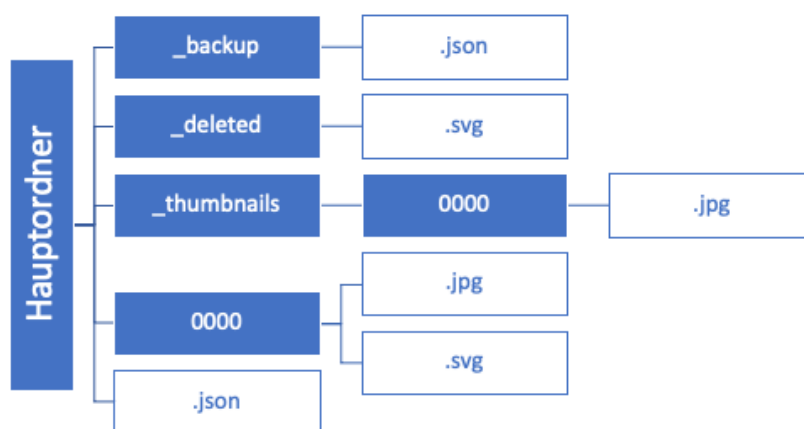 Hauptordner
_backup
.json
_deleted
.svg
_thumbnails
0000
.jpg
0000
.jpg
.svg
.json